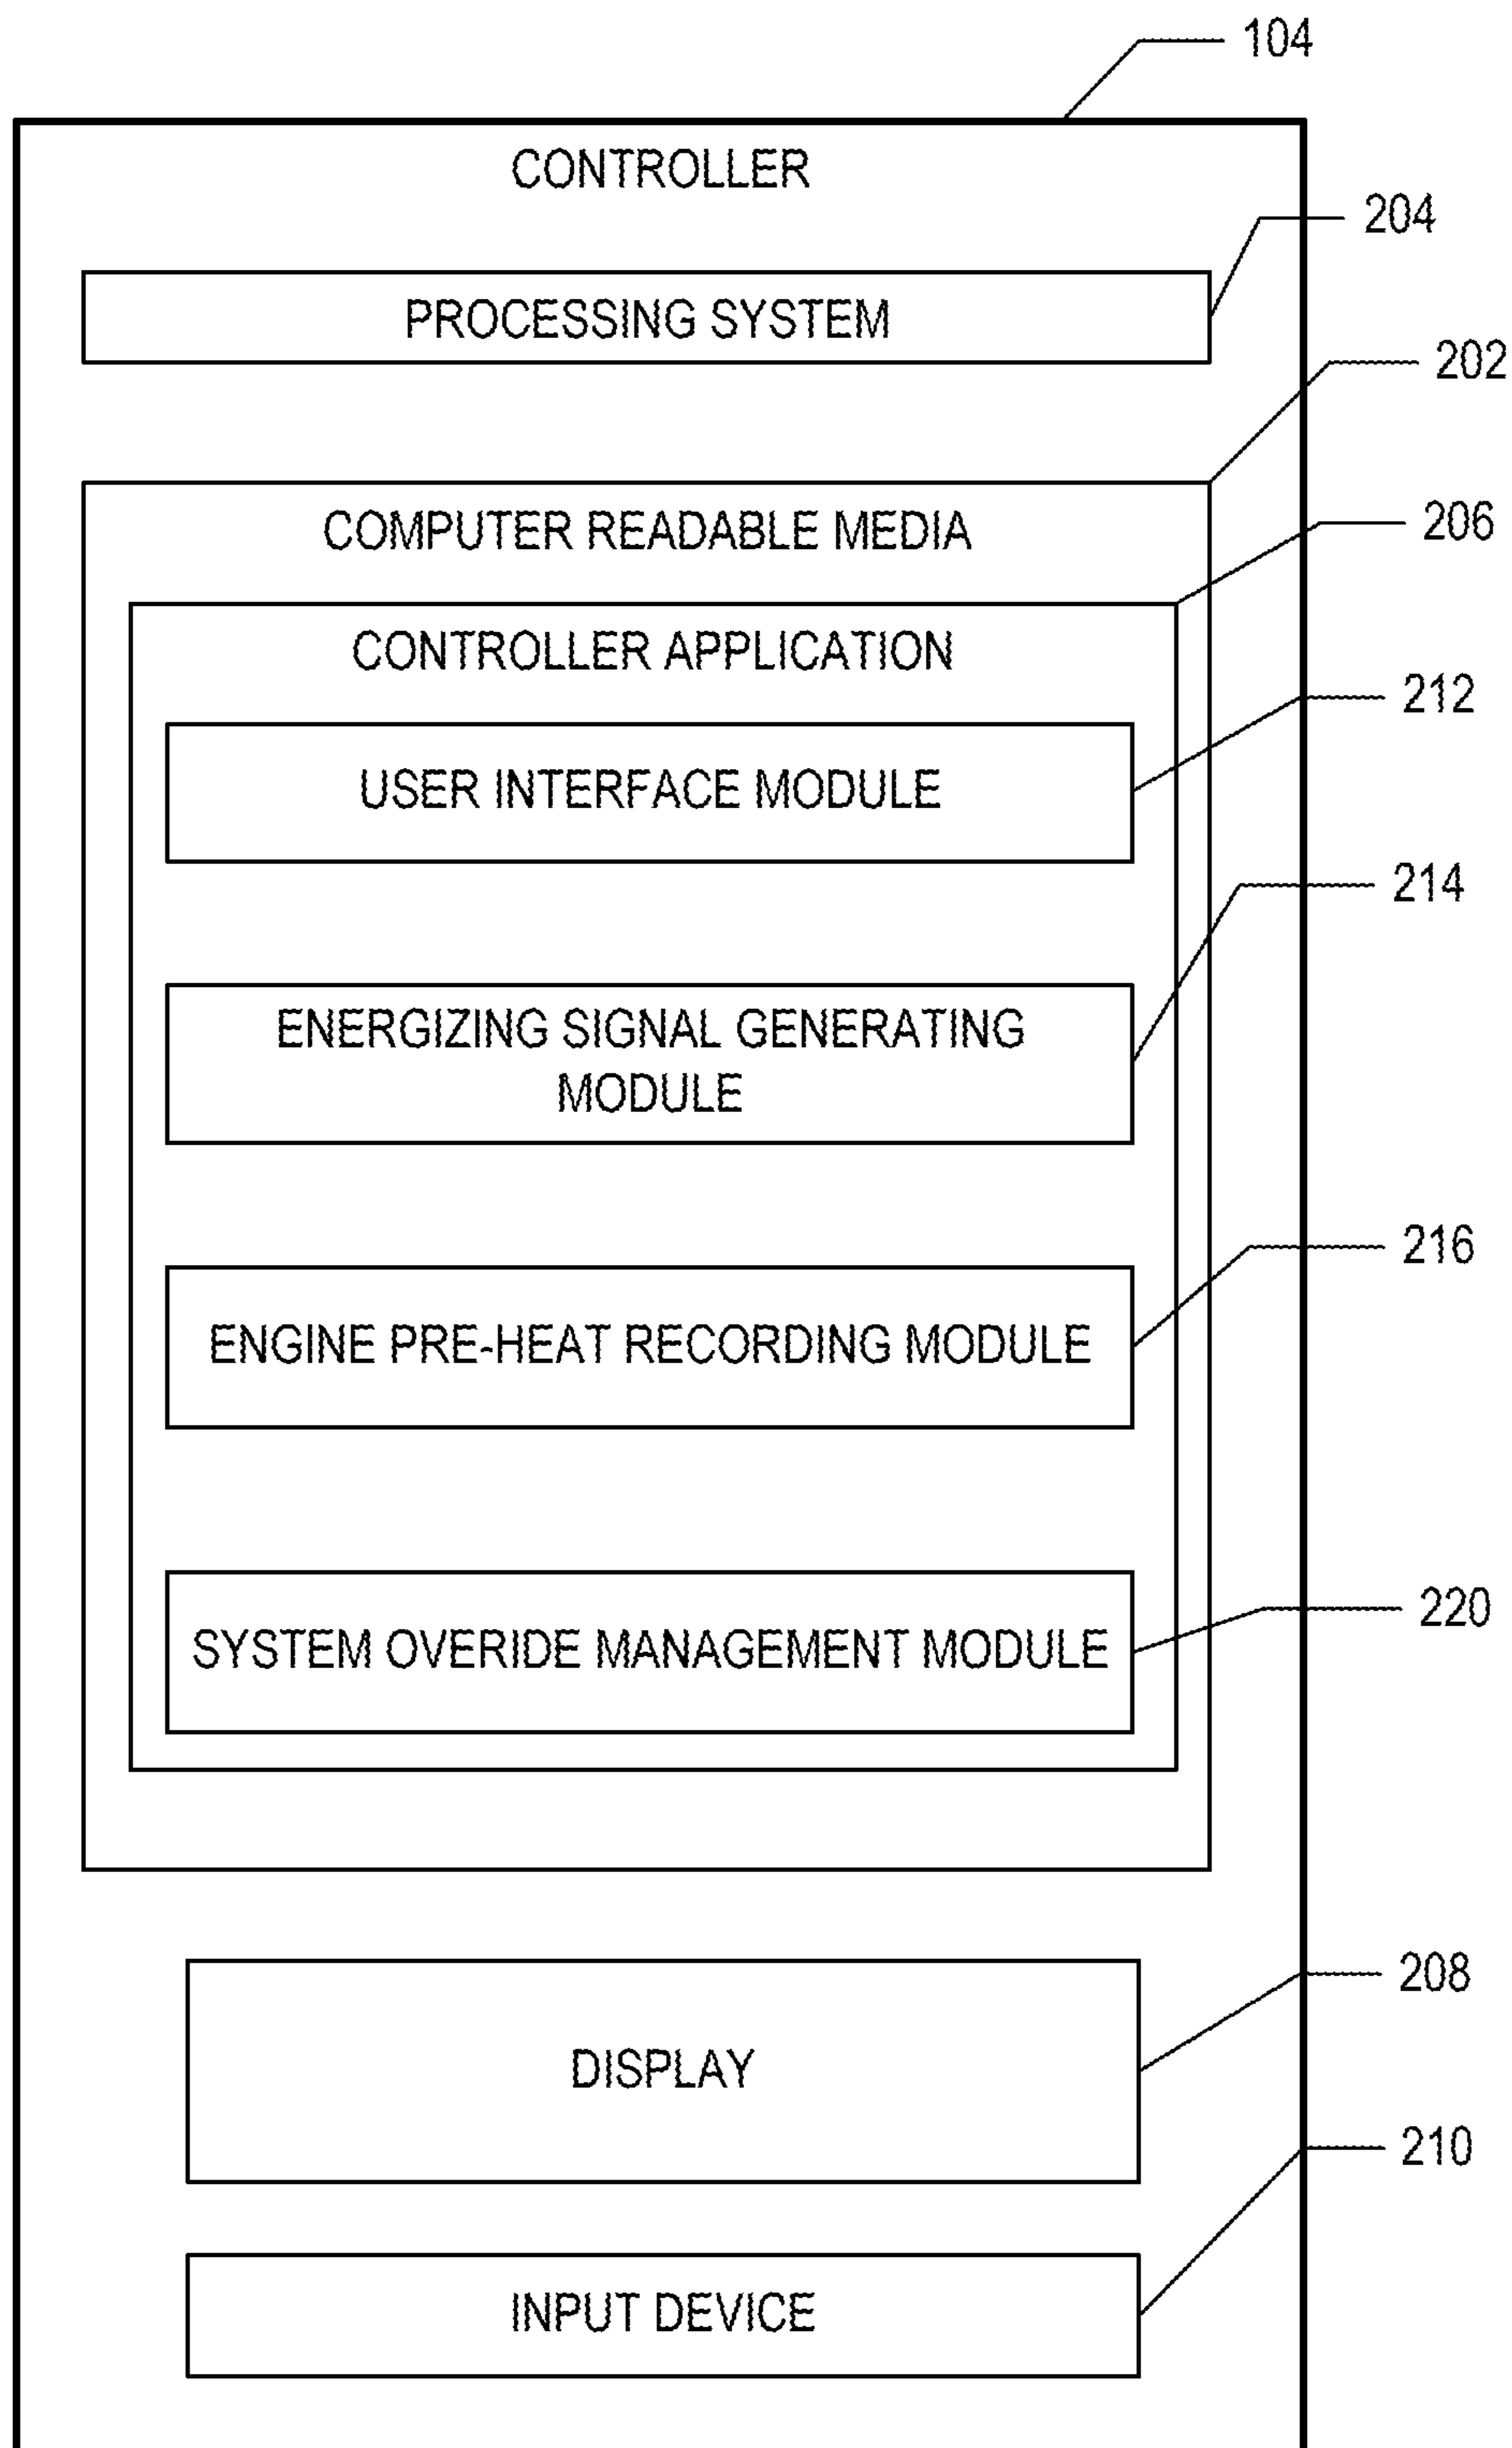 104
CONTROLLER
204
PROCESSING SYSTEM
202
COMPUTER READABLE MEDIA
206
CONTROLLER APPLICATION
212
USER INTERFACE MODULE
214
ENERGIZING SIGNAL GENERATING
MODULE
216
ENGINE PRE-HEAT RECORDING MODULE
220
SYSTEM OVERIDE MANAGEMENT MODULE
208
DISPLAY
210
INPUT DEVICE